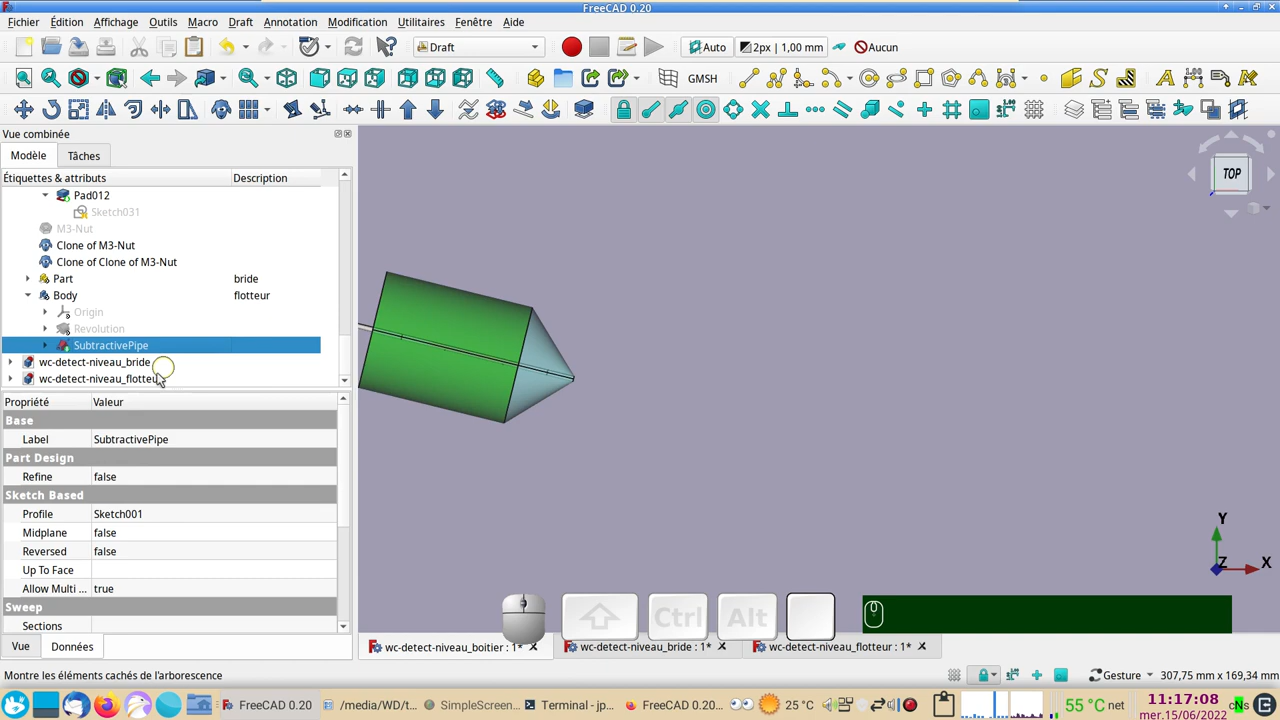 FreeCAD 0.20
Fichier Édition Affichage Outils Macro Draft Annotation Modification Utilitaires Fenêtre Aide
Draft Auto 2px | 1,00 mm Aucun
GMSH
Vue combinée
Modèle Tâches
Étiquettes & attributs Description
Pad012
Sketch031
M3-Nut
Clone of M3-Nut
Clone of Clone of M3-Nut
Part bride
Body flotteur
Origin
Revolution
SubtractivePipe
wc-detect-niveau_bride
wc-detect-niveau_flotteur
Propriété Valeur
Base
Label SubtractivePipe
Part Design
Refine false
Sketch Based
Profile Sketch001
Midplane false
Reversed false
Up To Face
Allow Multi ... true
Sweep
Sections
Vue Données
TOP
Y
Z X
Ctrl Alt
wc-detect-niveau_boitier : 1* wc-detect-niveau_bride : 1* wc-detect-niveau_flotteur : 1*
Montre les éléments cachés de l'arborescence Gesture 307,75 mm x 169,34 mm
FreeCAD 0.20 /media/WD/t... SimpleScreen... Terminal - jp... FreeCAD 0.20... 25 °C 55 °C 11:17:08
mer.15/06/2022